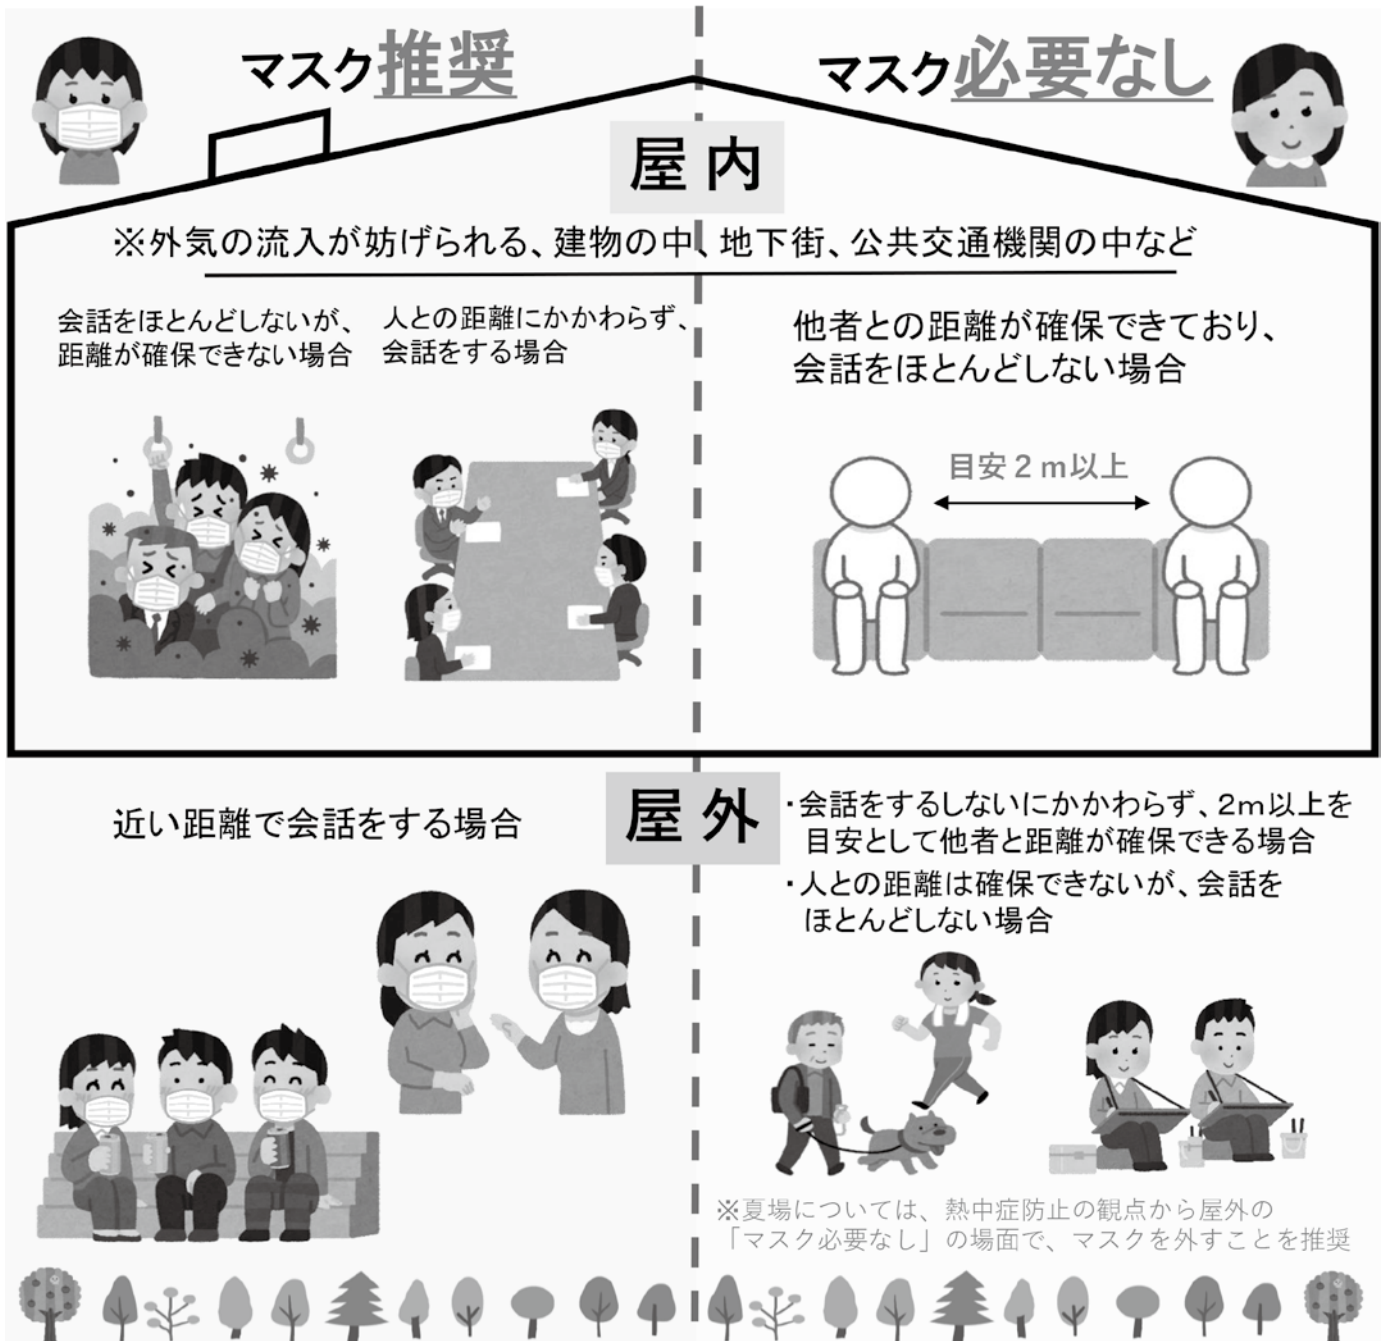 マスク推奨
マスク必要なし
屋内
※外気の流入が妨げられる、建物の中、地下街、公共交通機関の中など
会話をほとんどしないが、
距離が確保できない場合
人との距離にかかわらず、
会話をする場合
他者との距離が確保できており、
会話をほとんどしない場合
目安2m以上
屋外
近い距離で会話をする場合
・会話をするしないにかかわらず、2m以上を
目安として他者と距離が確保できる場合
・人との距離は確保できないが、会話を
ほとんどしない場合
※夏場については、熱中症防止の観点から屋外の
「マスク必要なし」の場面で、マスクを外すことを推奨